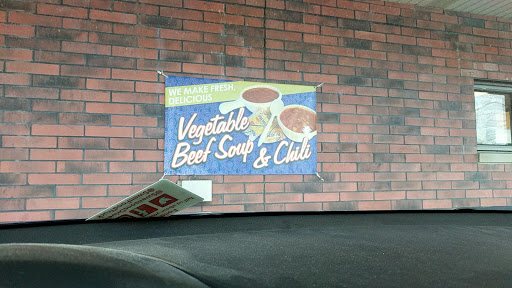 WE MAKE FRESH,
DELICIOUS
Vegetable
Beef Soup & Chili